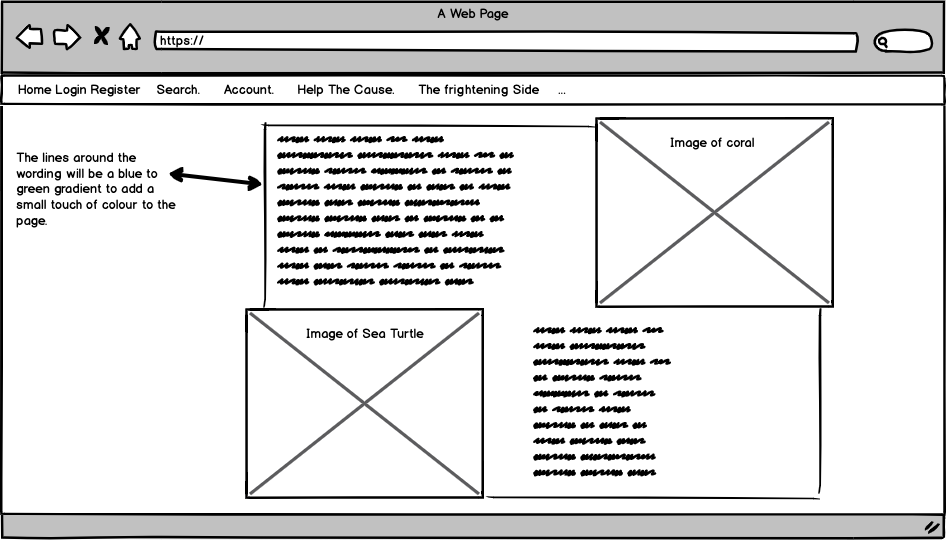 A Web Page
https://
Home Login Register Search. Account. Help The Cause. The frightening Side ...
The lines around the
wording will be a blue to
green gradient to add a
small touch of colour to the
page.
Image of coral
Image of Sea Turtle